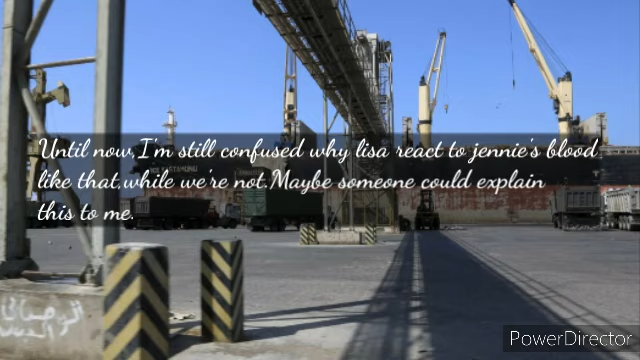 Until now,I'm still confused why lisa react to jennie's blood
like that,while we're not.Maybe someone could explain
this to me.
PowerDirector